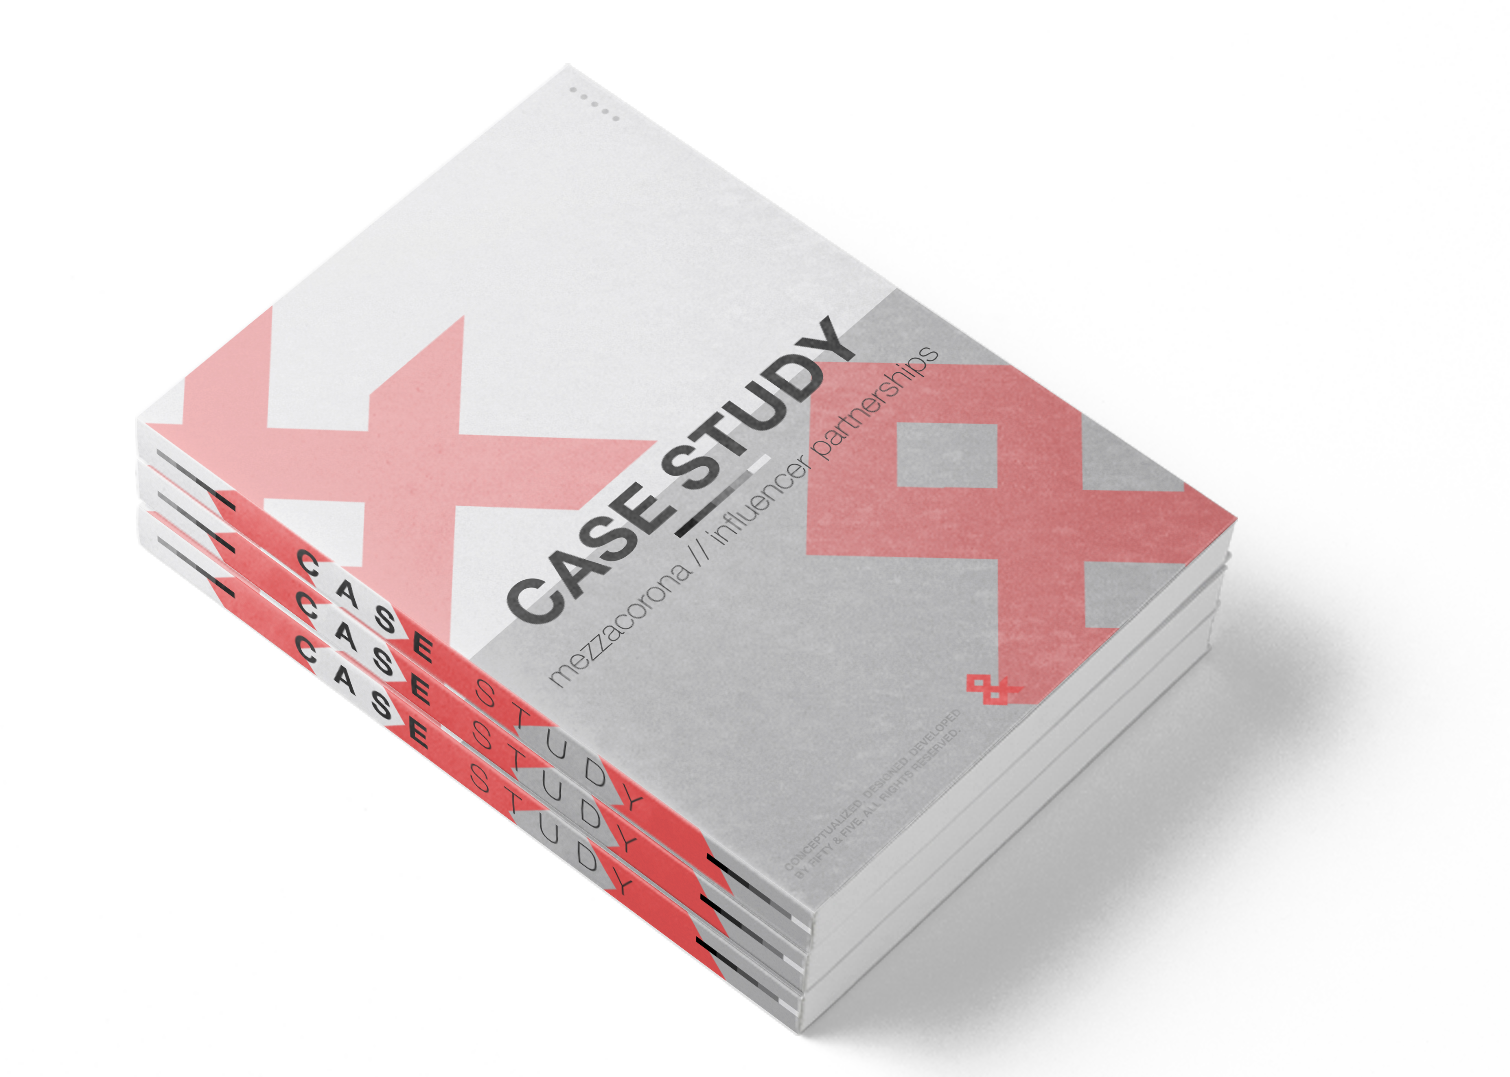 CASE STUDY
mezzacorona // influencer partnerships
CONCEPTUALIZED. DESIGNED. DEVELOPED.
BY FIFTY & FIVE. ALL RIGHTS RESERVED.
CASE STUDY
CASE STUDY
CASE STUDY